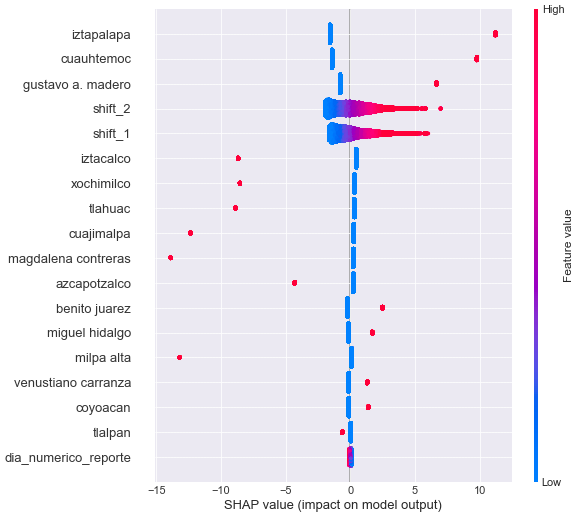 High
iztapalapa
cuauhtemoc
gustavo a. madero
shift_2
shift_1
iztacalco
xochimilco
tlahuac
cuajimalpa
magdalena contreras
azcapotzalco
benito juarez
miguel hidalgo
milpa alta
venustiano carranza
coyoacan
tlalpan
dia_numerico_reporte
Feature value
Low
−15 −10 −5 0 5 10
SHAP value (impact on model output)